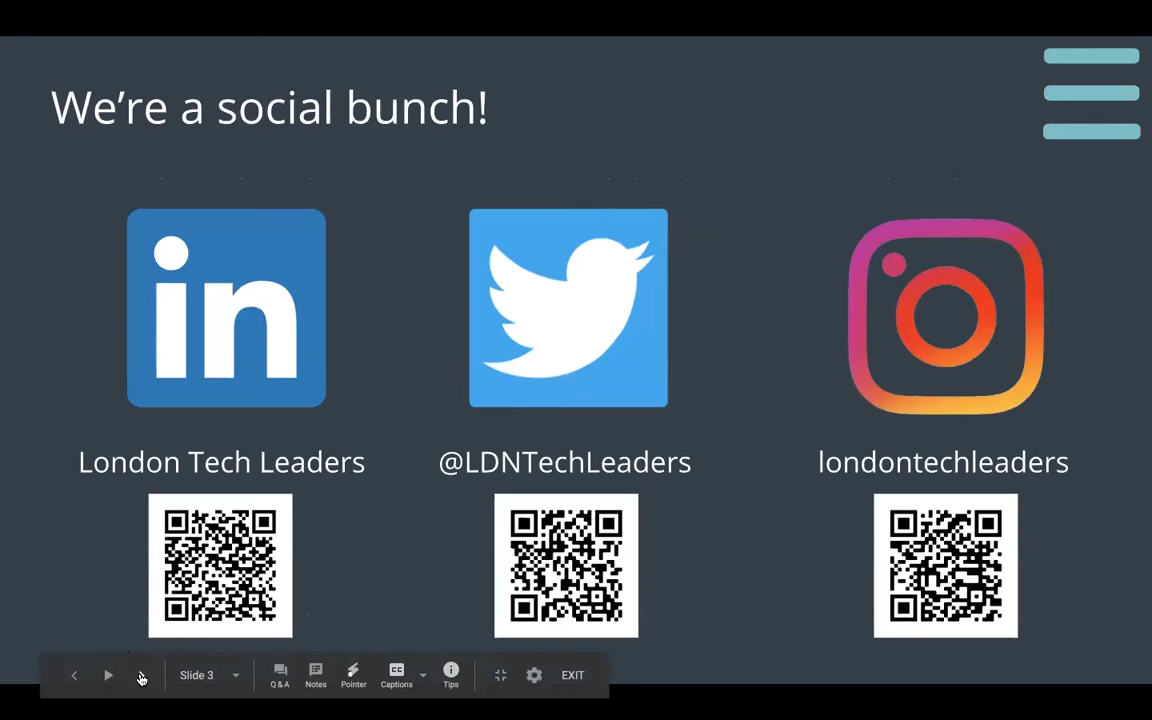 We're a social bunch!
in
London Tech Leaders
@LDNTechLeaders
londontechleaders
Slide 3
Q & A
Notes
Pointer
CC
Captions
Tips
EXIT